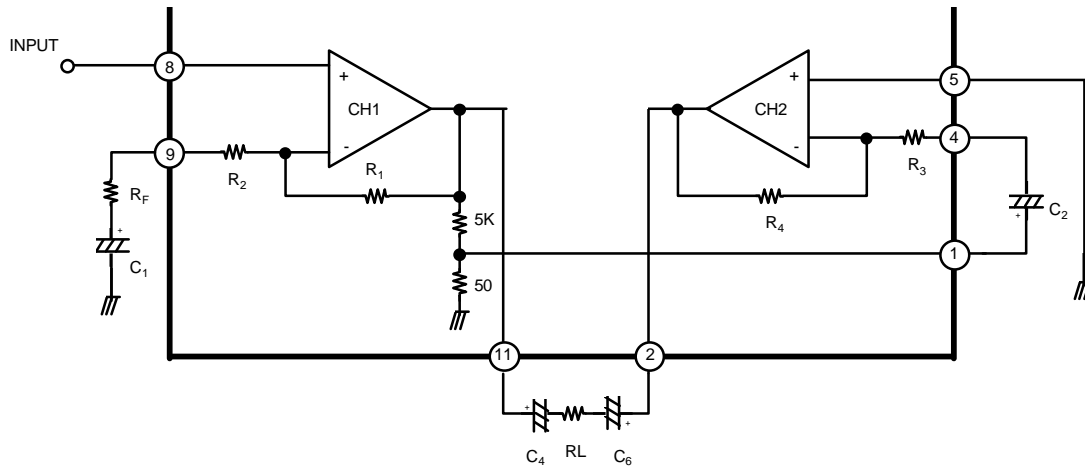 INPUT
8
+
CH1
-
9
R2
R1
RF
+
C1
5K
50
+
CH2
-
5
4
R3
R4
C2
+
1
11
2
+
C4
RL
C6
+